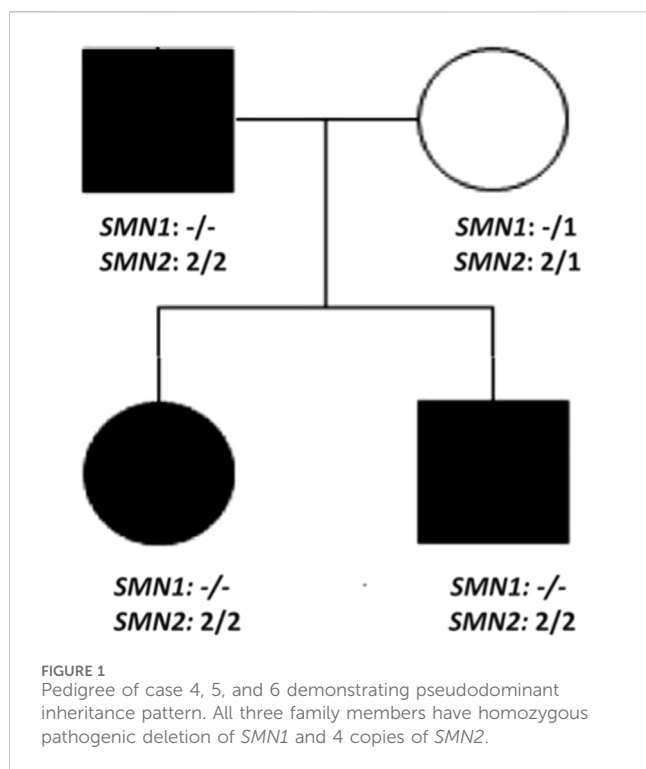 SMN1: -/- SMN1: -/1
SMN2: 2/2 SMN2: 2/1
SMN1: -/- SMN1: -/-
SMN2: 2/2 SMN2: 2/2
FIGURE 1
Pedigree of case 4, 5, and 6 demonstrating pseudodominant
inheritance pattern. All three family members have homozygous
pathogenic deletion of SMN1 and 4 copies of SMN2.